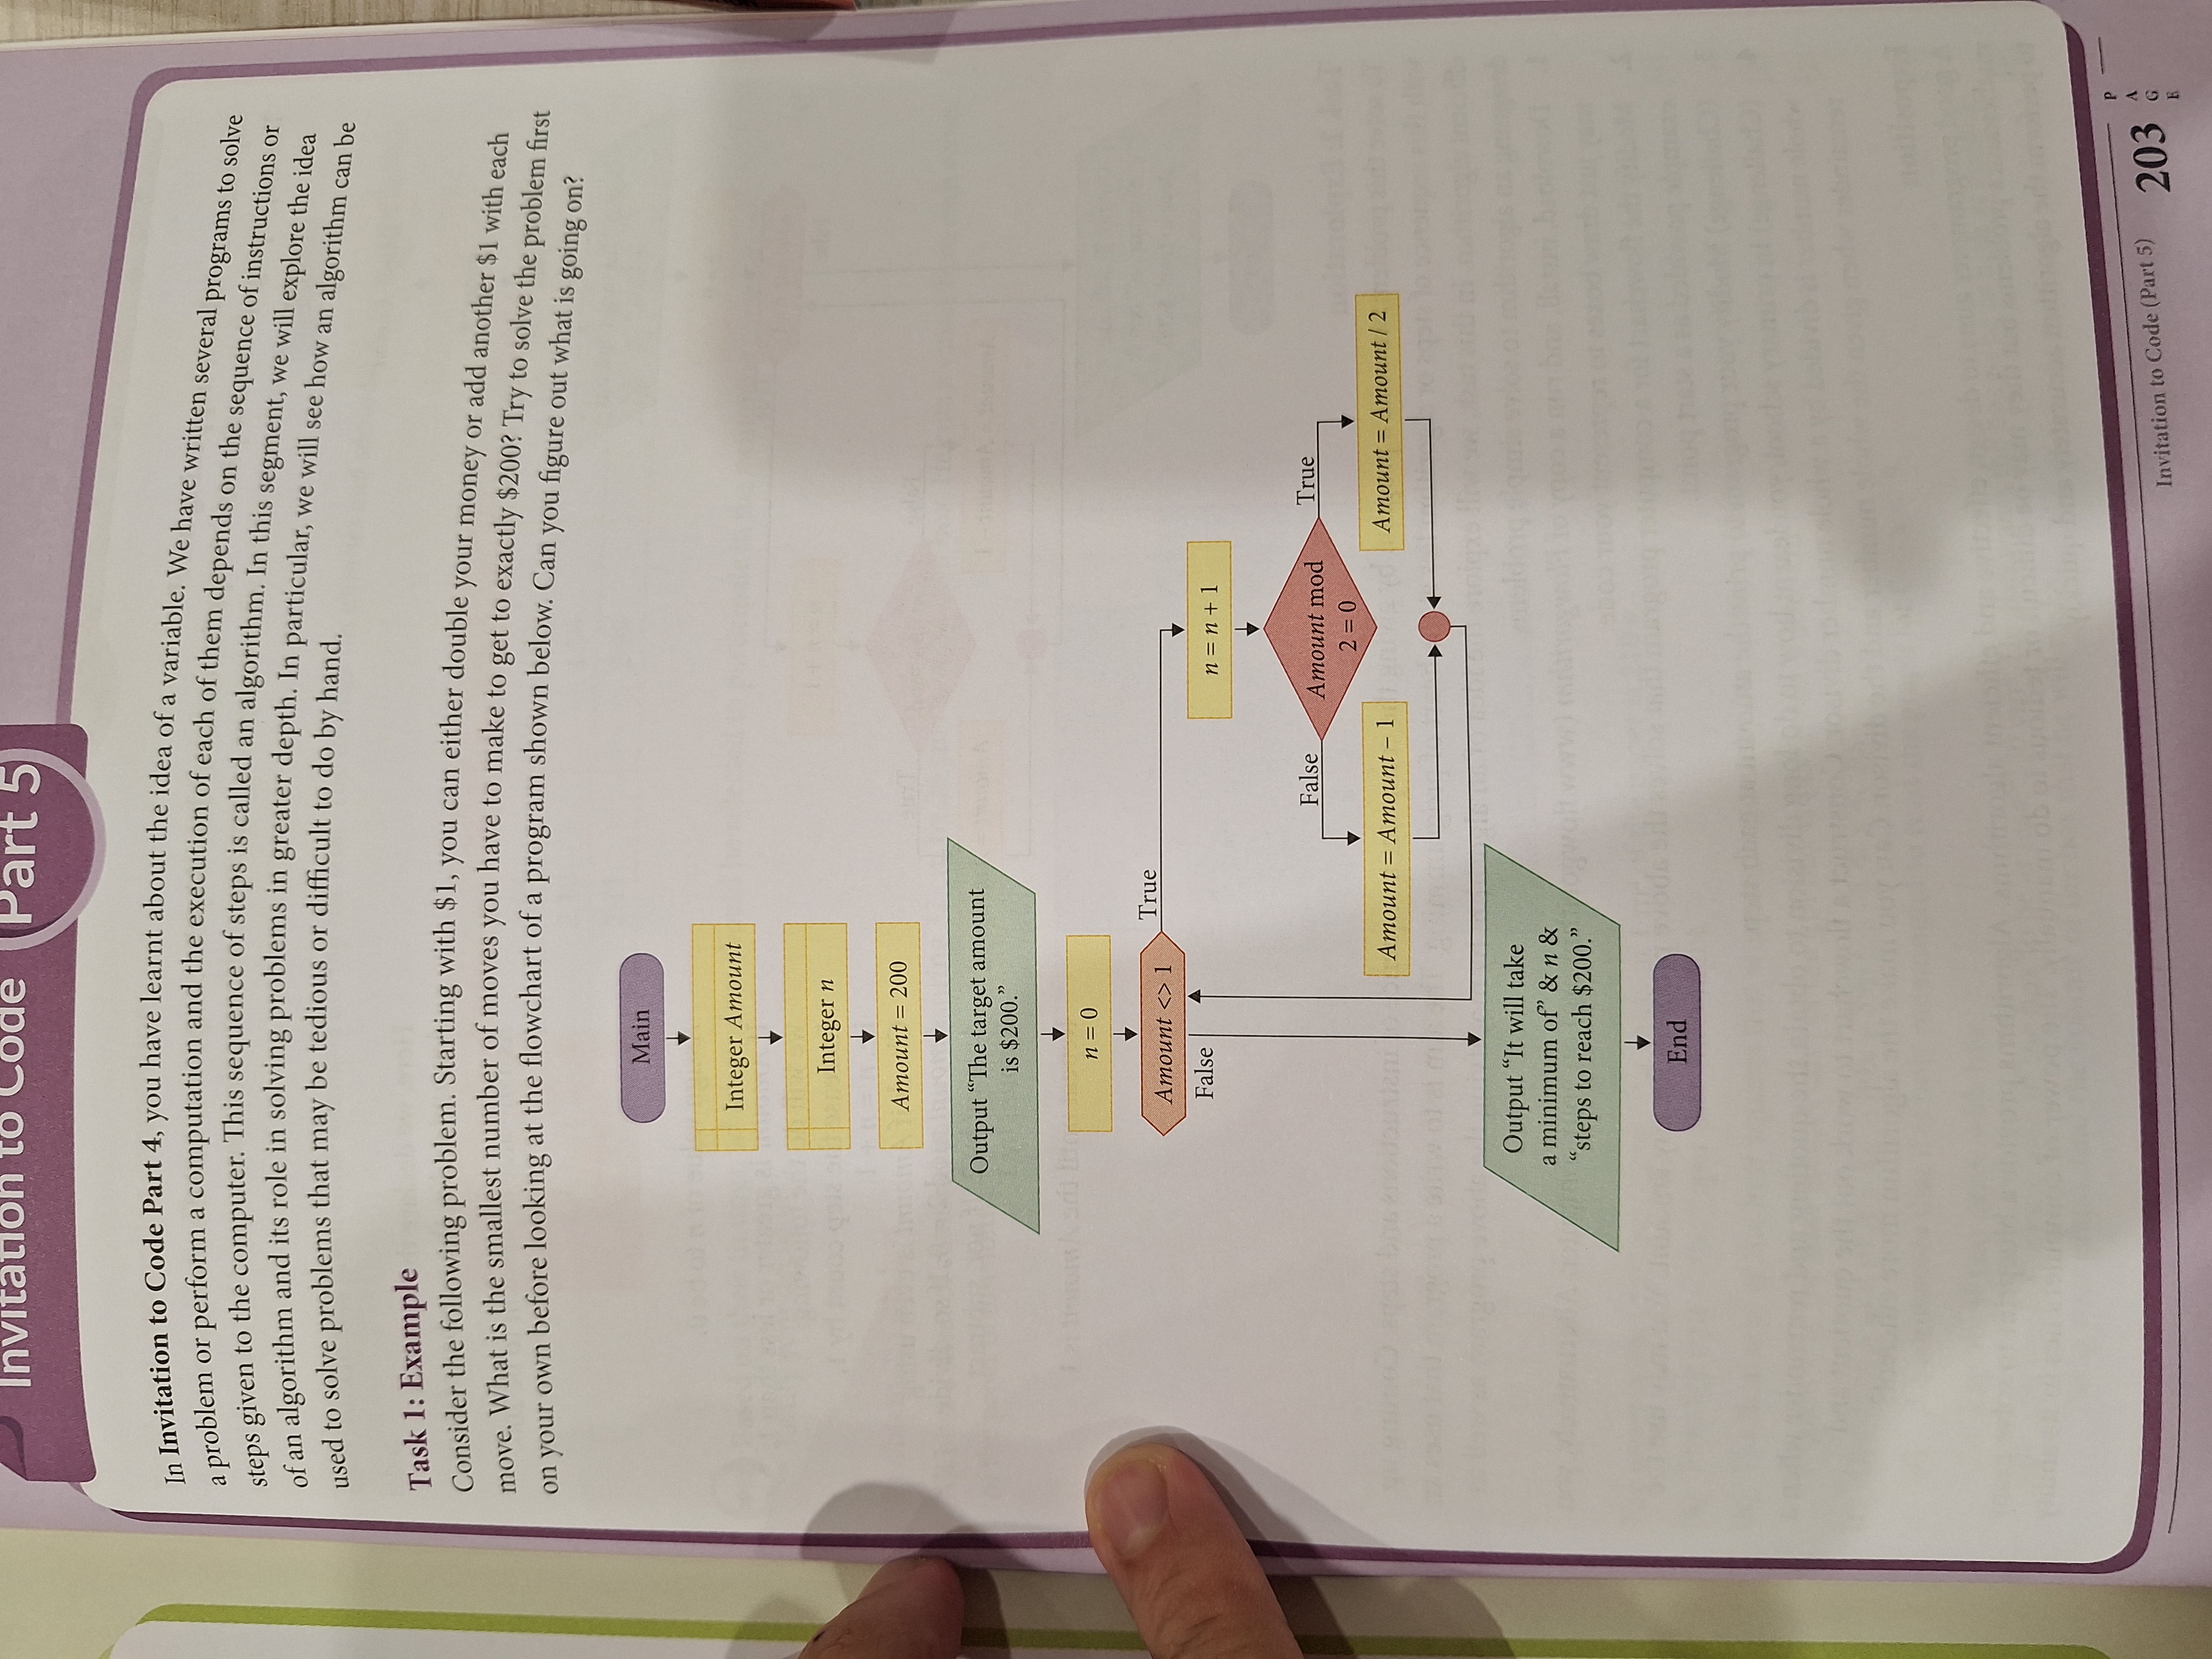 Invitation to Code Part 5
In Invitation to Code Part 4, you have learnt about the idea of a variable. We have written several programs to solve
a problem or perform a computation and the execution of each of them depends on the sequence of instructions or
steps given to the computer. This sequence of steps is called an algorithm. In this segment, we will explore the idea
of an algorithm and its role in solving problems in greater depth. In particular, we will see how an algorithm can be
used to solve problems that may be tedious or difficult to do by hand.
Task 1: Example
Consider the following problem. Starting with $1, you can either double your money or add another $1 with each
move. What is the smallest number of moves you have to make to get to exactly $200? Try to solve the problem first
on your own before looking at the flowchart of a program shown below. Can you figure out what is going on?
Main
Integer Amount
Integer n
Amount = 200
Output “The target amount
is $200.”
n = 0
Amount <> 1
True
False
n = n + 1
Amount mod
2 = 0
False
True
Amount = Amount – 1
Amount = Amount / 2
Output “It will take
a minimum of” & n &
“steps to reach $200.”
End
Invitation to Code (Part 5)
203
PAGE